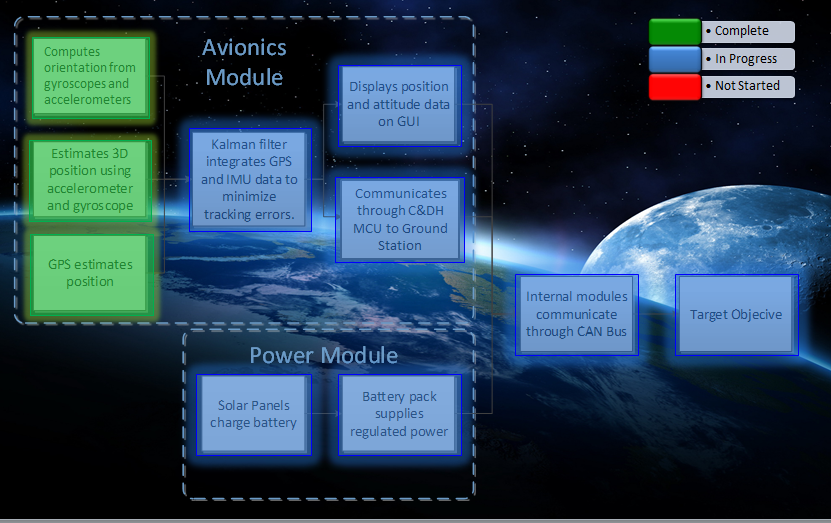 Avionics
Module
• Complete
• In Progress
• Not Started
Computes
orientation from
gyroscopes and
accelerometers
Estimates 3D
position using
accelerometer
and gyroscope
GPS estimates
position
Kalman filter
integrates GPS
and IMU data to
minimize
tracking errors.
Displays position
and attitude data
on GUI
Communicates
through C&DH
MCU to Ground
Station
Internal modules
communicate
through CAN Bus
Target Objecive
Power Module
Solar Panels
charge battery
Battery pack
supplies
regulated power